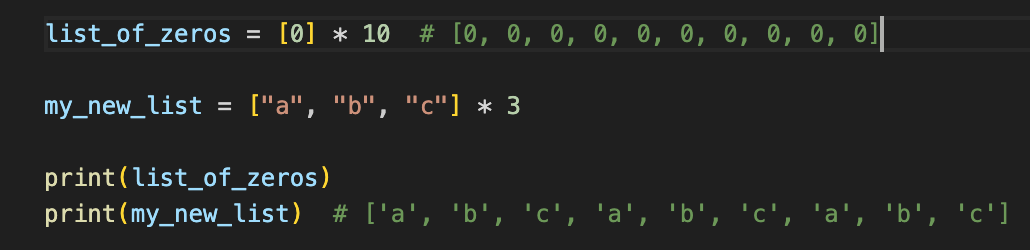 list_of_zeros = [0] * 10  # [0, 0, 0, 0, 0, 0, 0, 0, 0, 0]
my_new_list = ["a", "b", "c"] * 3
print(list_of_zeros)
print(my_new_list)  # ['a', 'b', 'c', 'a', 'b', 'c', 'a', 'b', 'c']